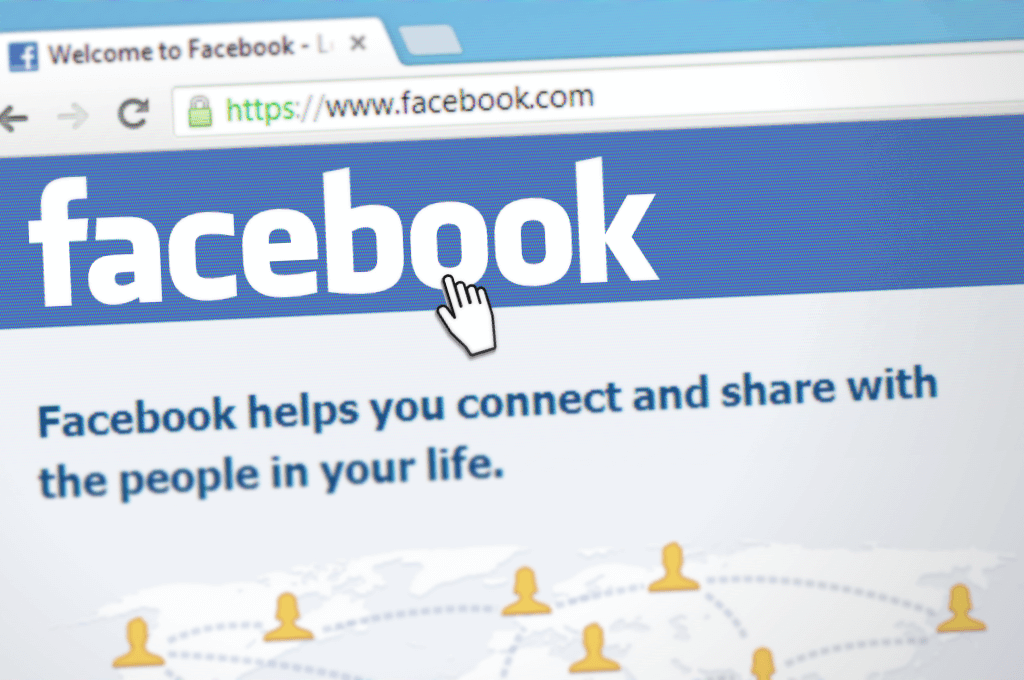 Welcome to Facebook -
https://www.facebook.com
facebook
Facebook helps you connect and share with
the people in your life.